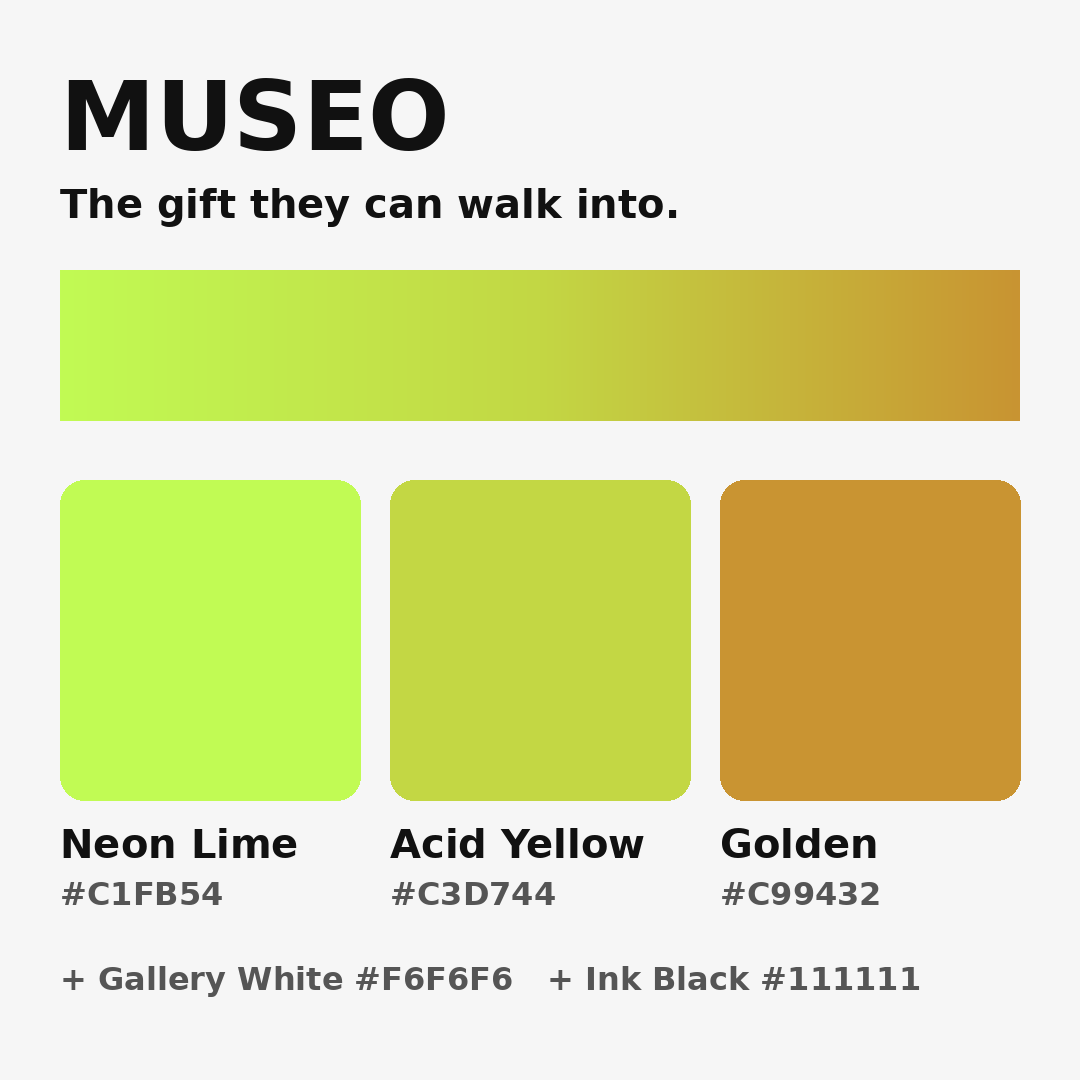 MUSEO
The gift they can walk into.
Neon Lime Acid Yellow Golden
#C1FB54 #C3D744 #C99432
+ Gallery White #F6F6F6 + Ink Black #111111